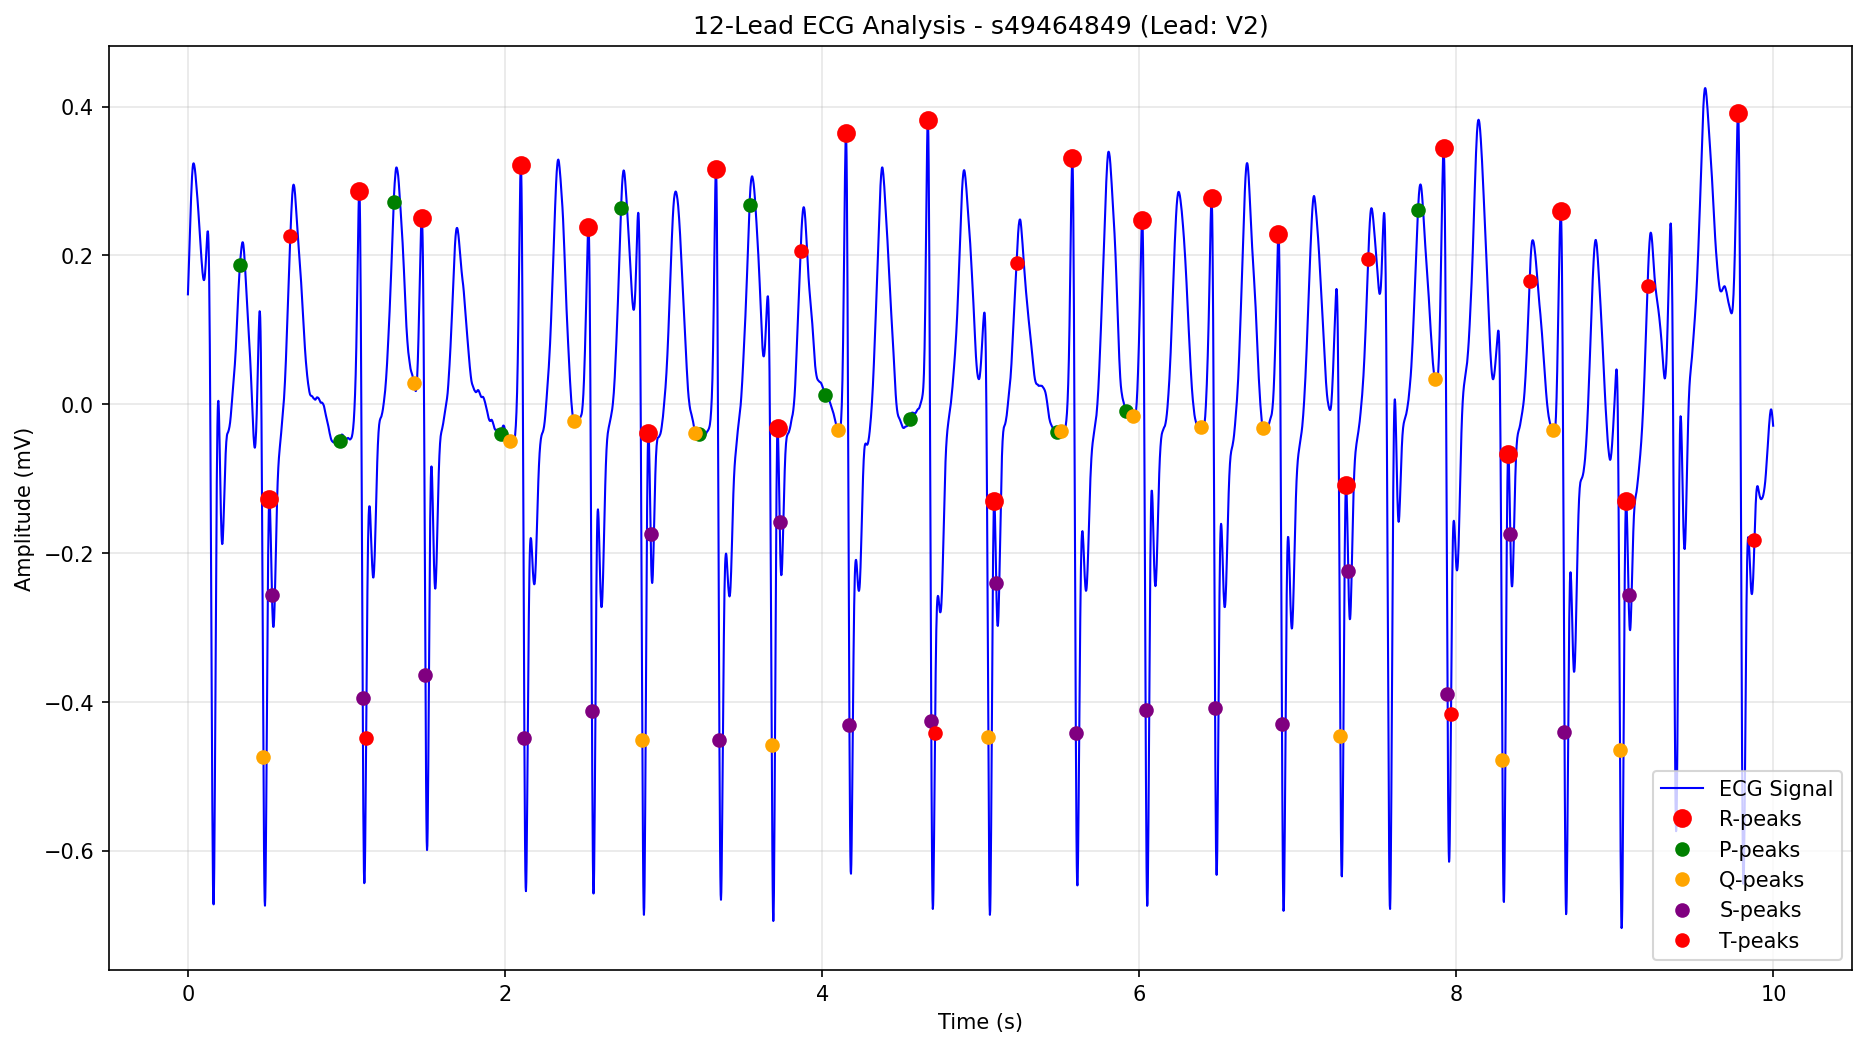 12-Lead ECG Analysis - s49464849 (Lead: V2)
Amplitude (mV)
0.4
0.2
0.0
−0.2
−0.4
−0.6
0 2 4 6 8 10
Time (s)
ECG Signal
R-peaks
P-peaks
Q-peaks
S-peaks
T-peaks